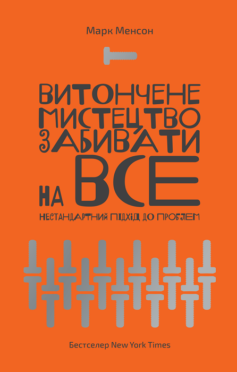 Марк Менсон
ВИТОНЧЕНЕ
МИСТЕЦТВО
ЗАБИВАТИ
НА ВСЕ
НЕСТАНДАРТНИЙ ПІДХІД ДО ПРОБЛЕМ
Бестселер New York Times